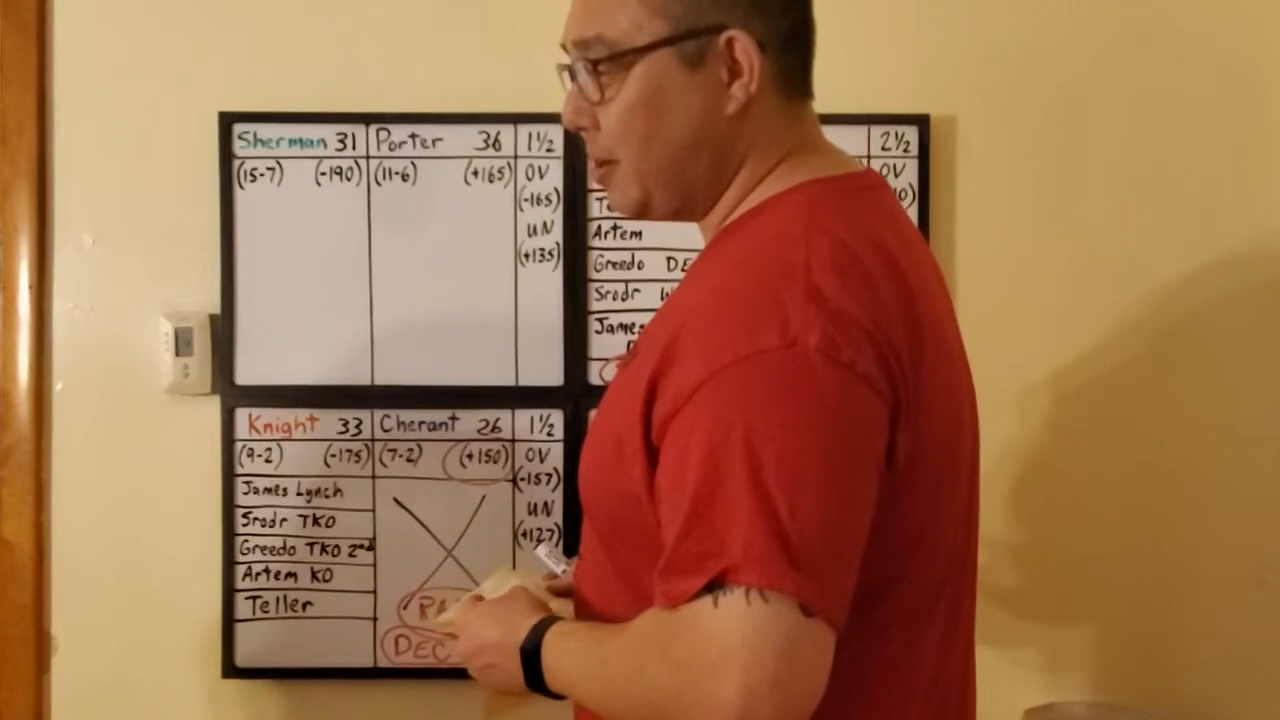 Sherman 31 Porter 36 1½
(15-7) (-190) (11-6) (+165) OV
(-165)
UN
(+135)
2½
OV
Artem
Greedo
Srodr
James
Knight 33 Cherant 26 1½
(9-2) (-175) (7-2) (+150) OV
(-157)
James Lynch
UN
Srodr TKO
(+127)
Greedo TKO 2nd
Artem KO
Teller
DEC